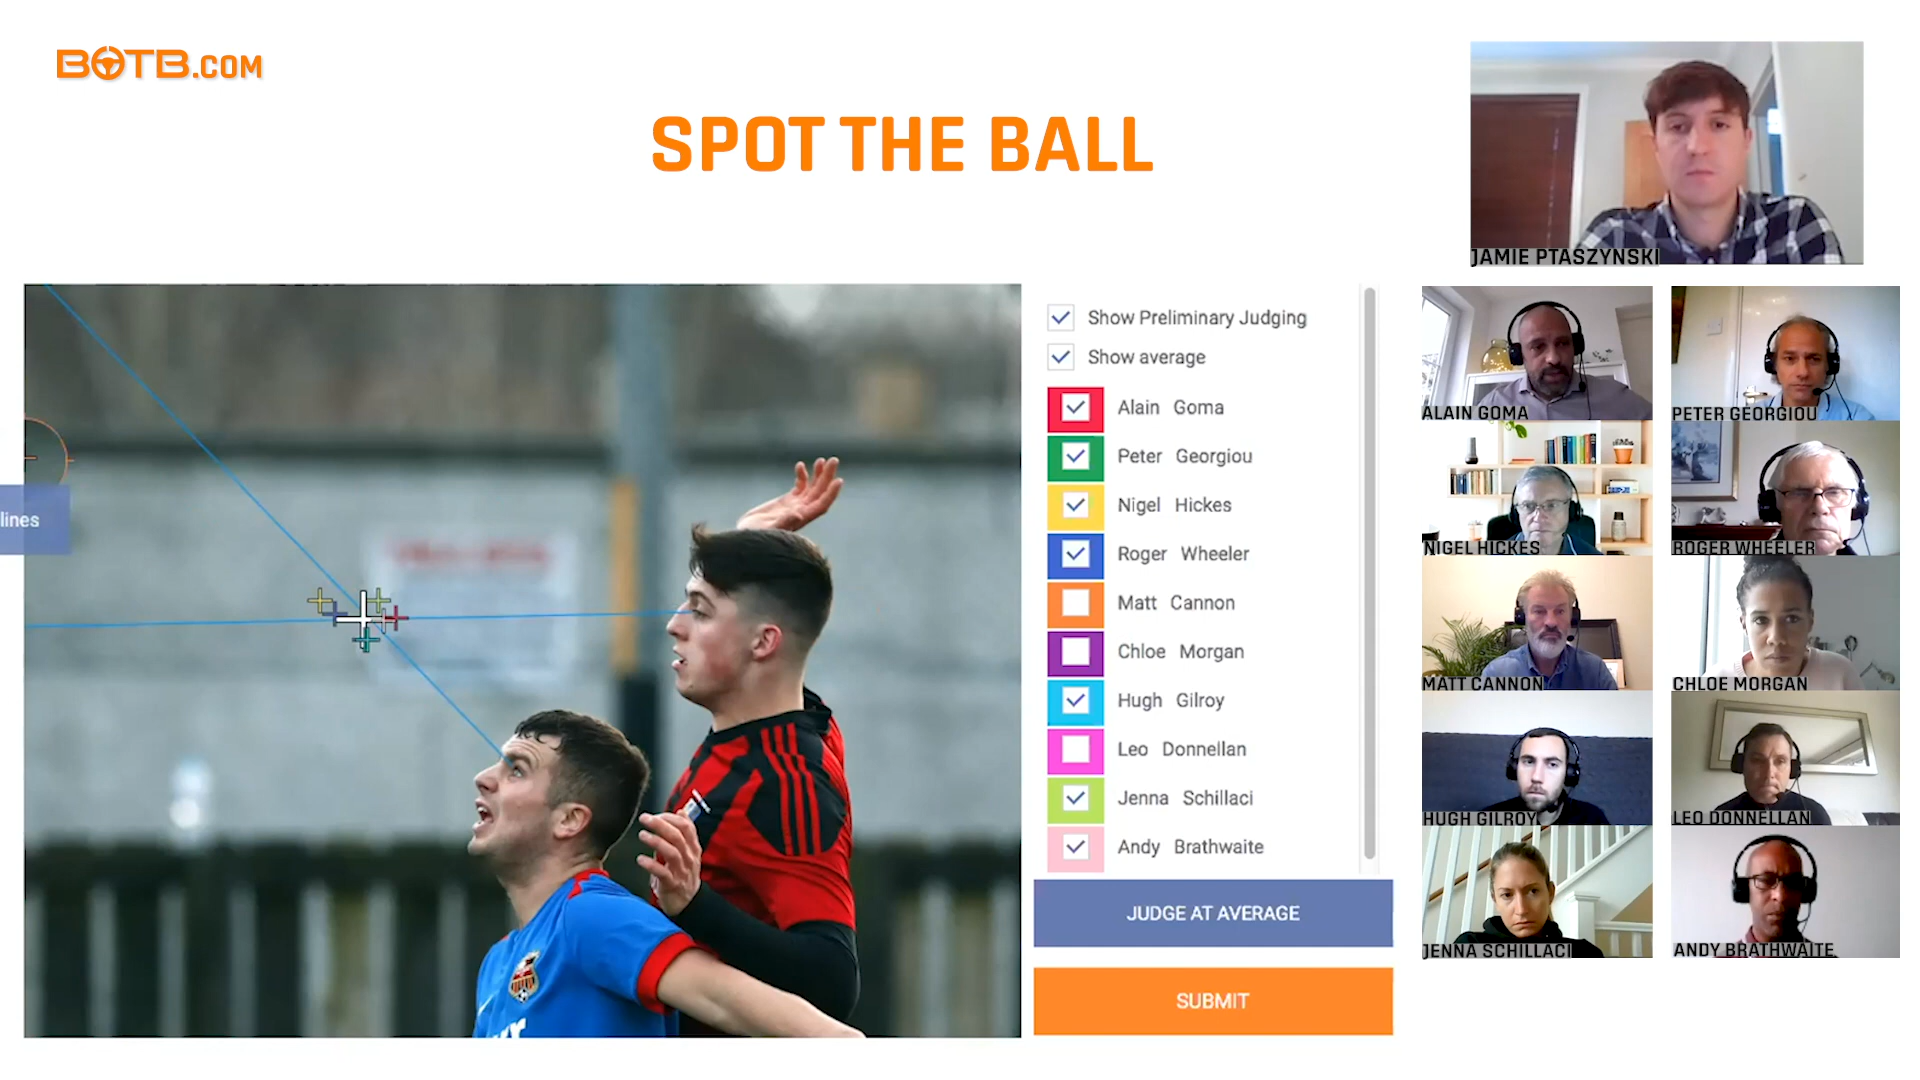 BOTB.COM
SPOT THE BALL
JAMIE PTASZYNSKI
lines
Show Preliminary Judging
Show average
Alain Goma
Peter Georgiou
Nigel Hickes
Roger Wheeler
Matt Cannon
Chloe Morgan
Hugh Gilroy
Leo Donnellan
Jenna Schillaci
Andy Brathwaite
JUDGE AT AVERAGE
SUBMIT
ALAIN GOMA
PETER GEORGIOU
NIGEL HICKES
ROGER WHEELER
MATT CANNON
CHLOE MORGAN
HUGH GILROY
LEO DONNELLAN
JENNA SCHILLACI
ANDY BRATHWAITE